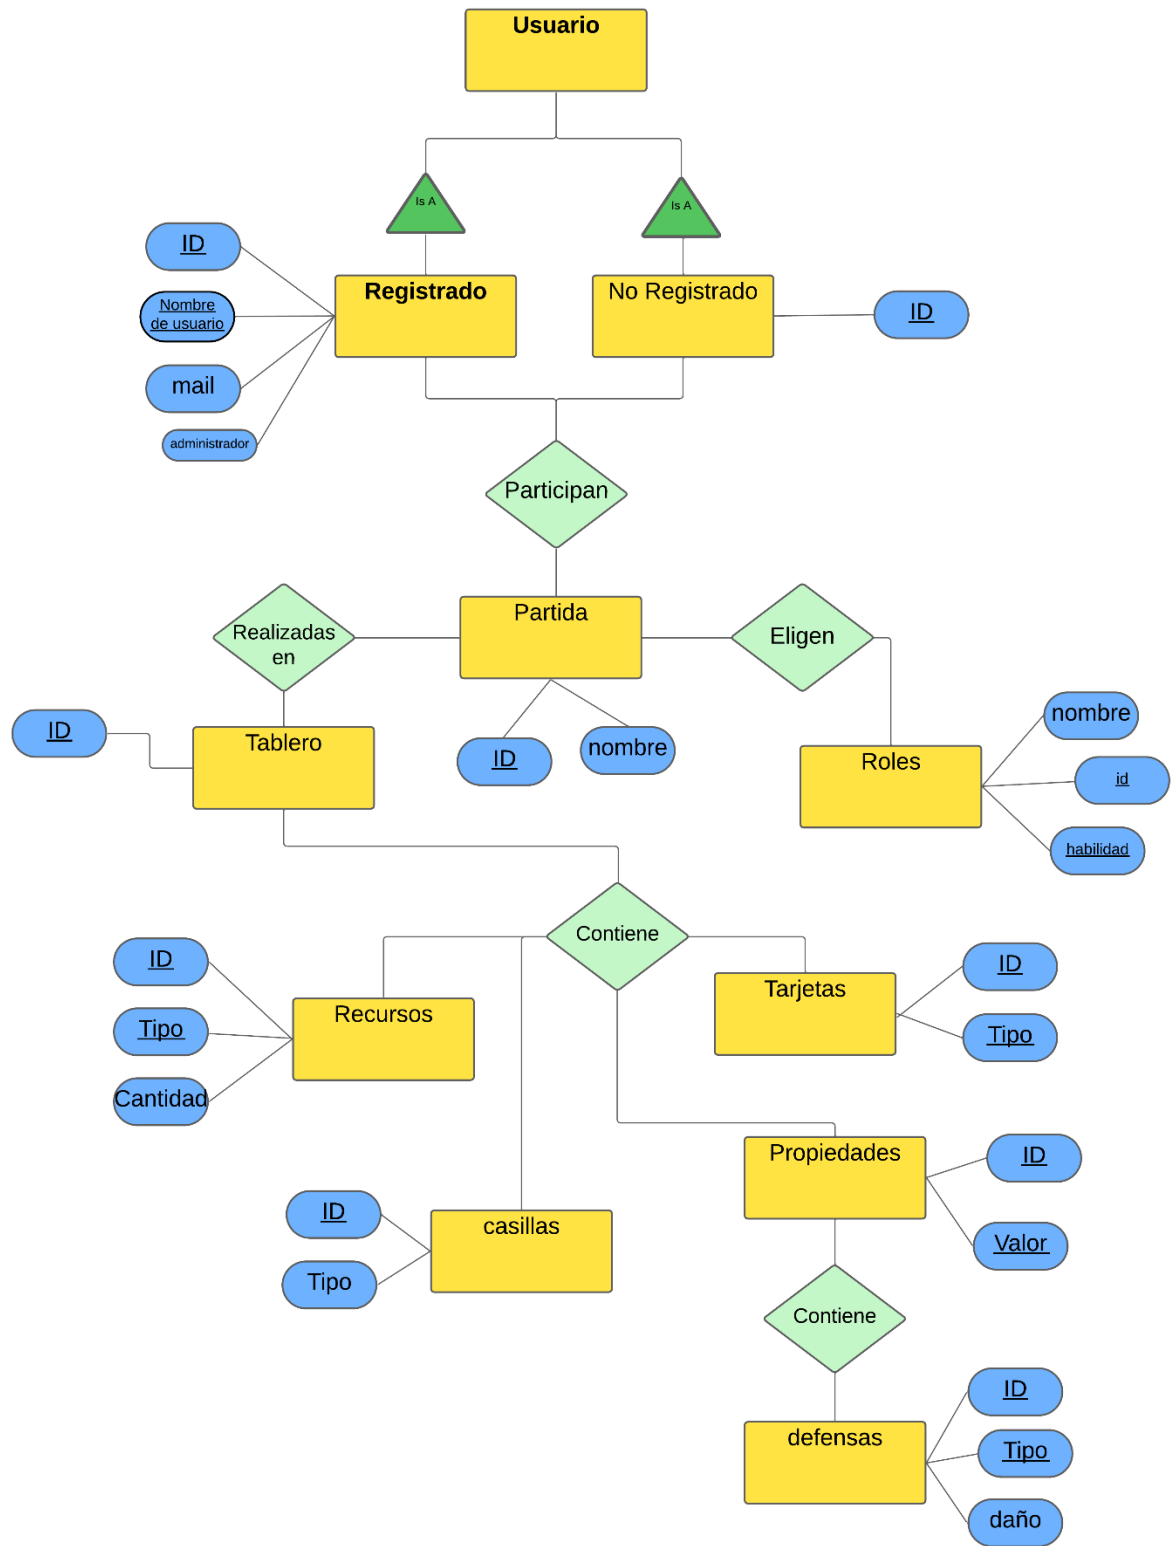 Usuario
Is A
Is A
ID
Nombre
de usuario
mail
administrador
Registrado
No Registrado
ID
Participan
Realizadas
en
Partida
Eligen
ID
Tablero
ID
nombre
Roles
nombre
id
habilidad
Contiene
ID
Tipo
Cantidad
Recursos
Tarjetas
ID
Tipo
Propiedades
ID
Valor
ID
Tipo
casillas
Contiene
defensas
ID
Tipo
daño